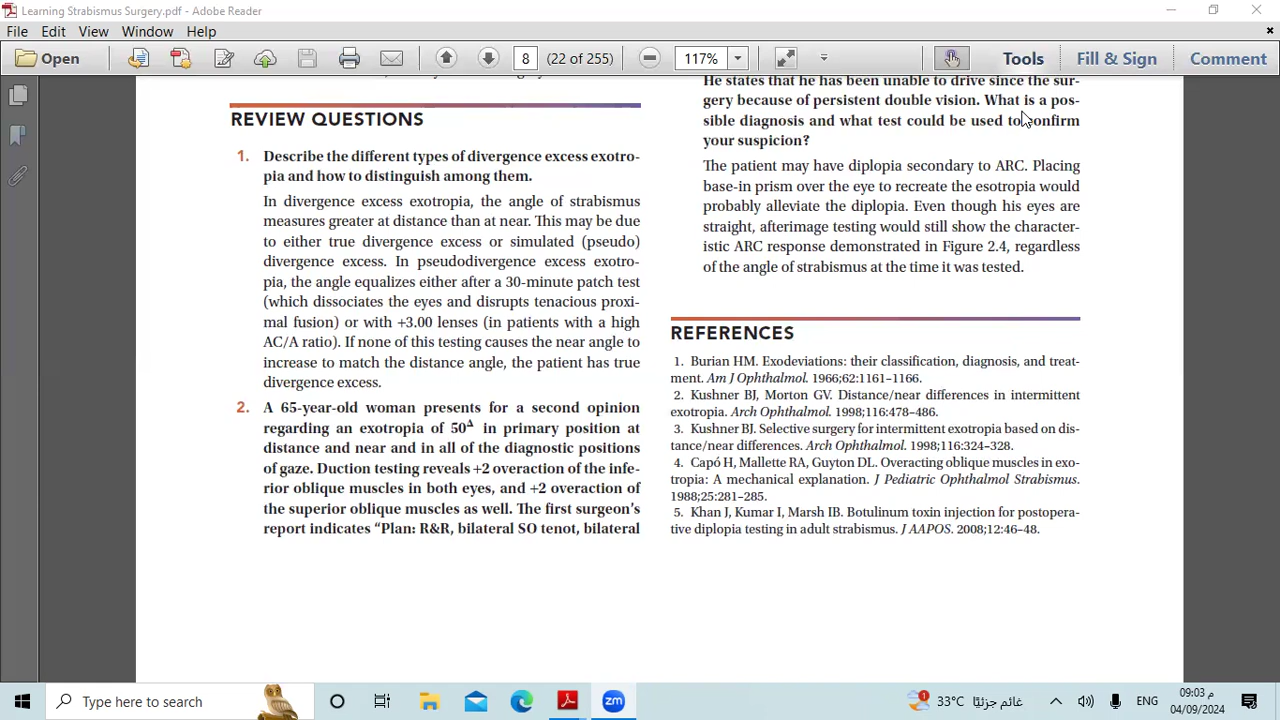 Learning Strabismus Surgery.pdf - Adobe Reader
File Edit View Window Help
Open 8 (22 of 255) 117% Tools Fill & Sign Comment
REVIEW QUESTIONS
1. Describe the different types of divergence excess exotro-
pia and how to distinguish among them.
In divergence excess exotropia, the angle of strabismus
measures greater at distance than at near. This may be due
to either true divergence excess or simulated (pseudo)
divergence excess. In pseudodivergence excess exotro-
pia, the angle equalizes either after a 30-minute patch test
(which dissociates the eyes and disrupts tenacious proxi-
mal fusion) or with +3.00 lenses (in patients with a high
AC/A ratio). If none of this testing causes the near angle to
increase to match the distance angle, the patient has true
divergence excess.
2. A 65-year-old woman presents for a second opinion
regarding an exotropia of 50Δ in primary position at
distance and near and in all of the diagnostic positions
of gaze. Duction testing reveals +2 overaction of the infe-
rior oblique muscles in both eyes, and +2 overaction of
the superior oblique muscles as well. The first surgeon's
report indicates "Plan: R&R, bilateral SO tenot, bilateral
He states that he has been unable to drive since the sur-
gery because of persistent double vision. What is a pos-
sible diagnosis and what test could be used to confirm
your suspicion?
The patient may have diplopia secondary to ARC. Placing
base-in prism over the eye to recreate the esotropia would
probably alleviate the diplopia. Even though his eyes are
straight, afterimage testing would still show the character-
istic ARC response demonstrated in Figure 2.4, regardless
of the angle of strabismus at the time it was tested.
REFERENCES
1. Burian HM. Exodeviations: their classification, diagnosis, and treat-
ment. Am J Ophthalmol. 1966;62:1161–1166.
2. Kushner BJ, Morton GV. Distance/near differences in intermittent
exotropia. Arch Ophthalmol. 1998;116:478–486.
3. Kushner BJ. Selective surgery for intermittent exotropia based on dis-
tance/near differences. Arch Ophthalmol. 1998;116:324–328.
4. Capó H, Mallette RA, Guyton DL. Overacting oblique muscles in exo-
tropia: A mechanical explanation. J Pediatric Ophthalmol Strabismus.
1988;25:281–285.
5. Khan J, Kumar I, Marsh IB. Botulinum toxin injection for postopera-
tive diplopia testing in adult strabismus. J AAPOS. 2008;12:46–48.
Type here to search zm 1 33°C غائم جزئيًا ENG 09:03 م
04/09/2024